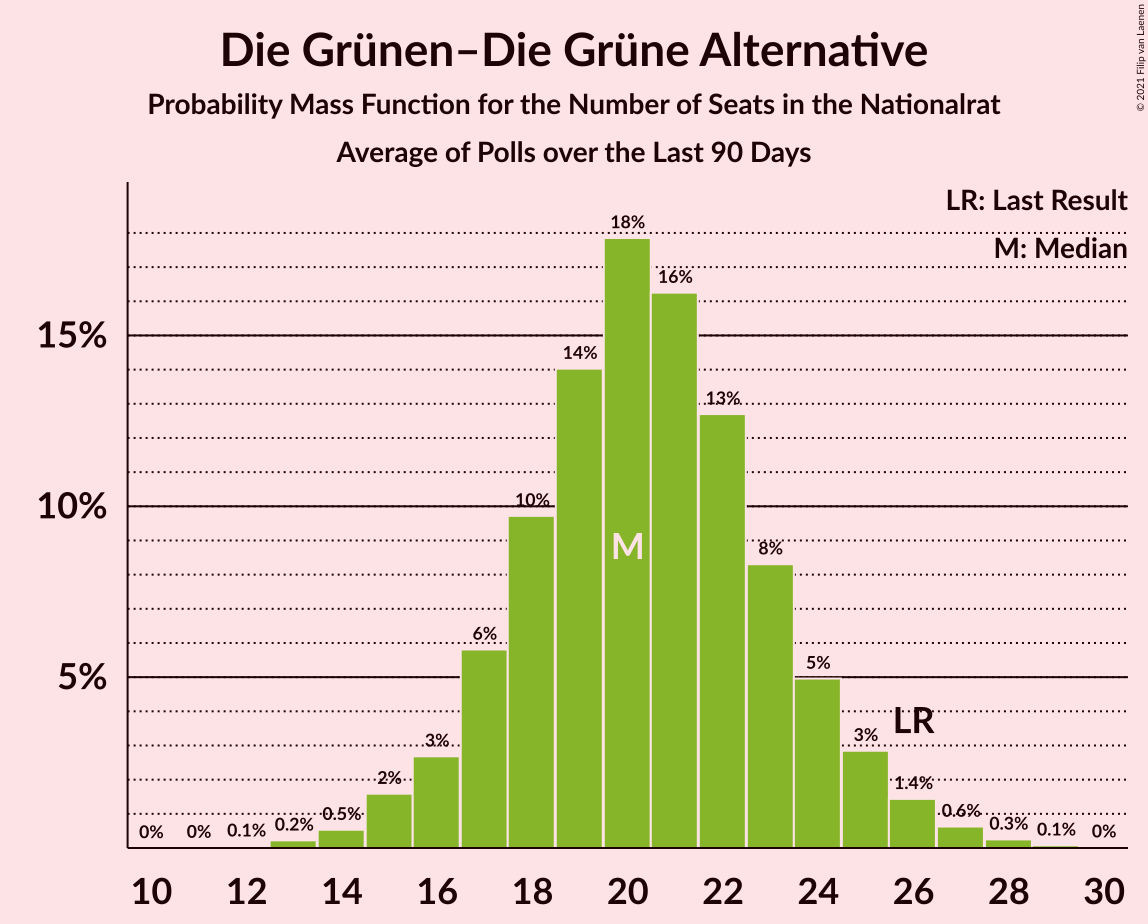 Die Grünen–Die Grüne Alternative
Probability Mass Function for the Number of Seats in the Nationalrat
Average of Polls over the Last 90 Days
© 2021 Filip van Laenen
LR: Last Result
M: Median
15%
10%
5%
0%
0%
0.1%
0.2%
0.5%
2%
3%
6%
10%
14%
18%
16%
13%
8%
5%
3%
1.4%
0.6%
0.3%
0.1%
0%
M
LR
10 12 14 16 18 20 22 24 26 28 30